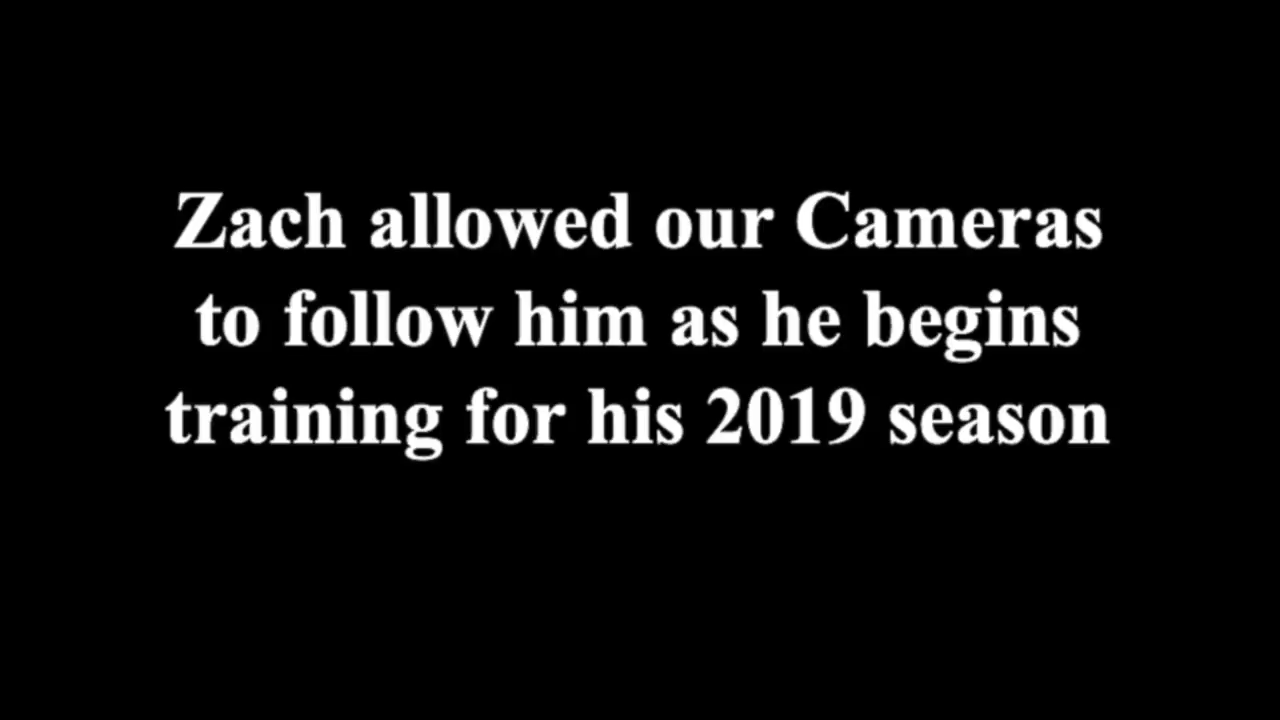 Zach allowed our Cameras
to follow him as he begins
training for his 2019 season